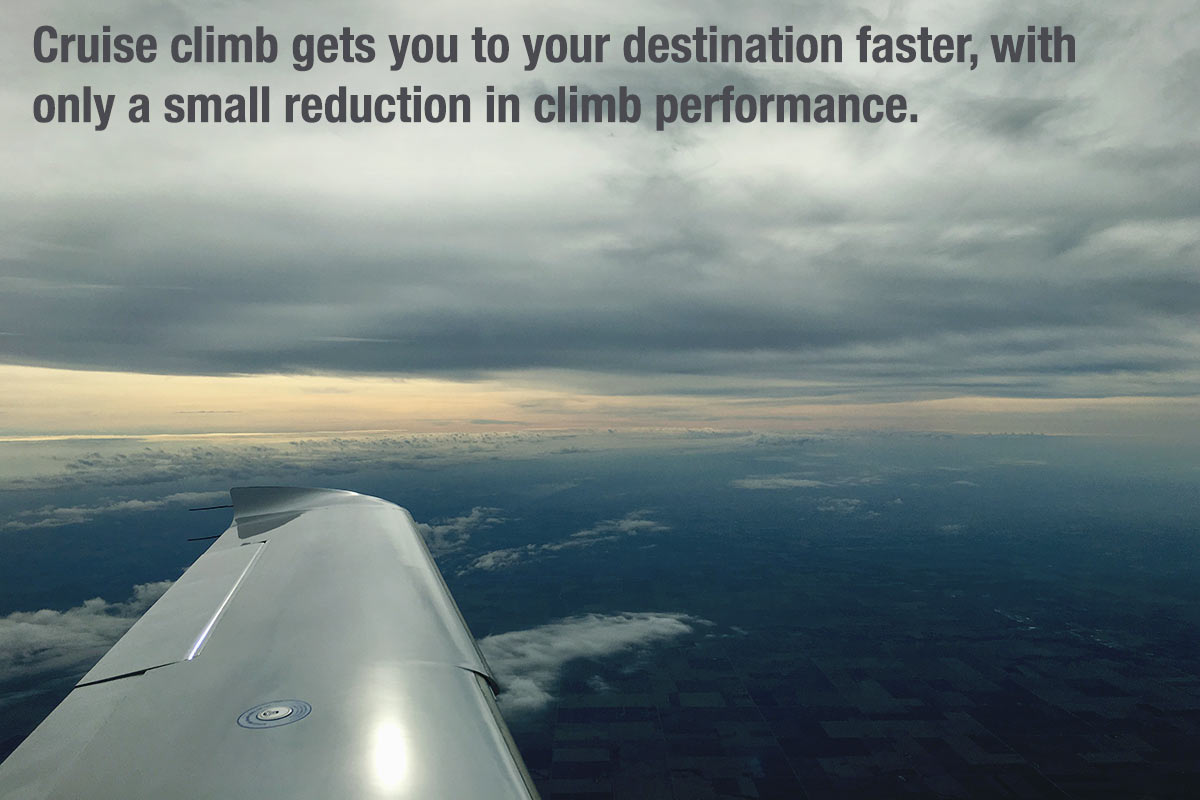 Cruise climb gets you to your destination faster, with
only a small reduction in climb performance.